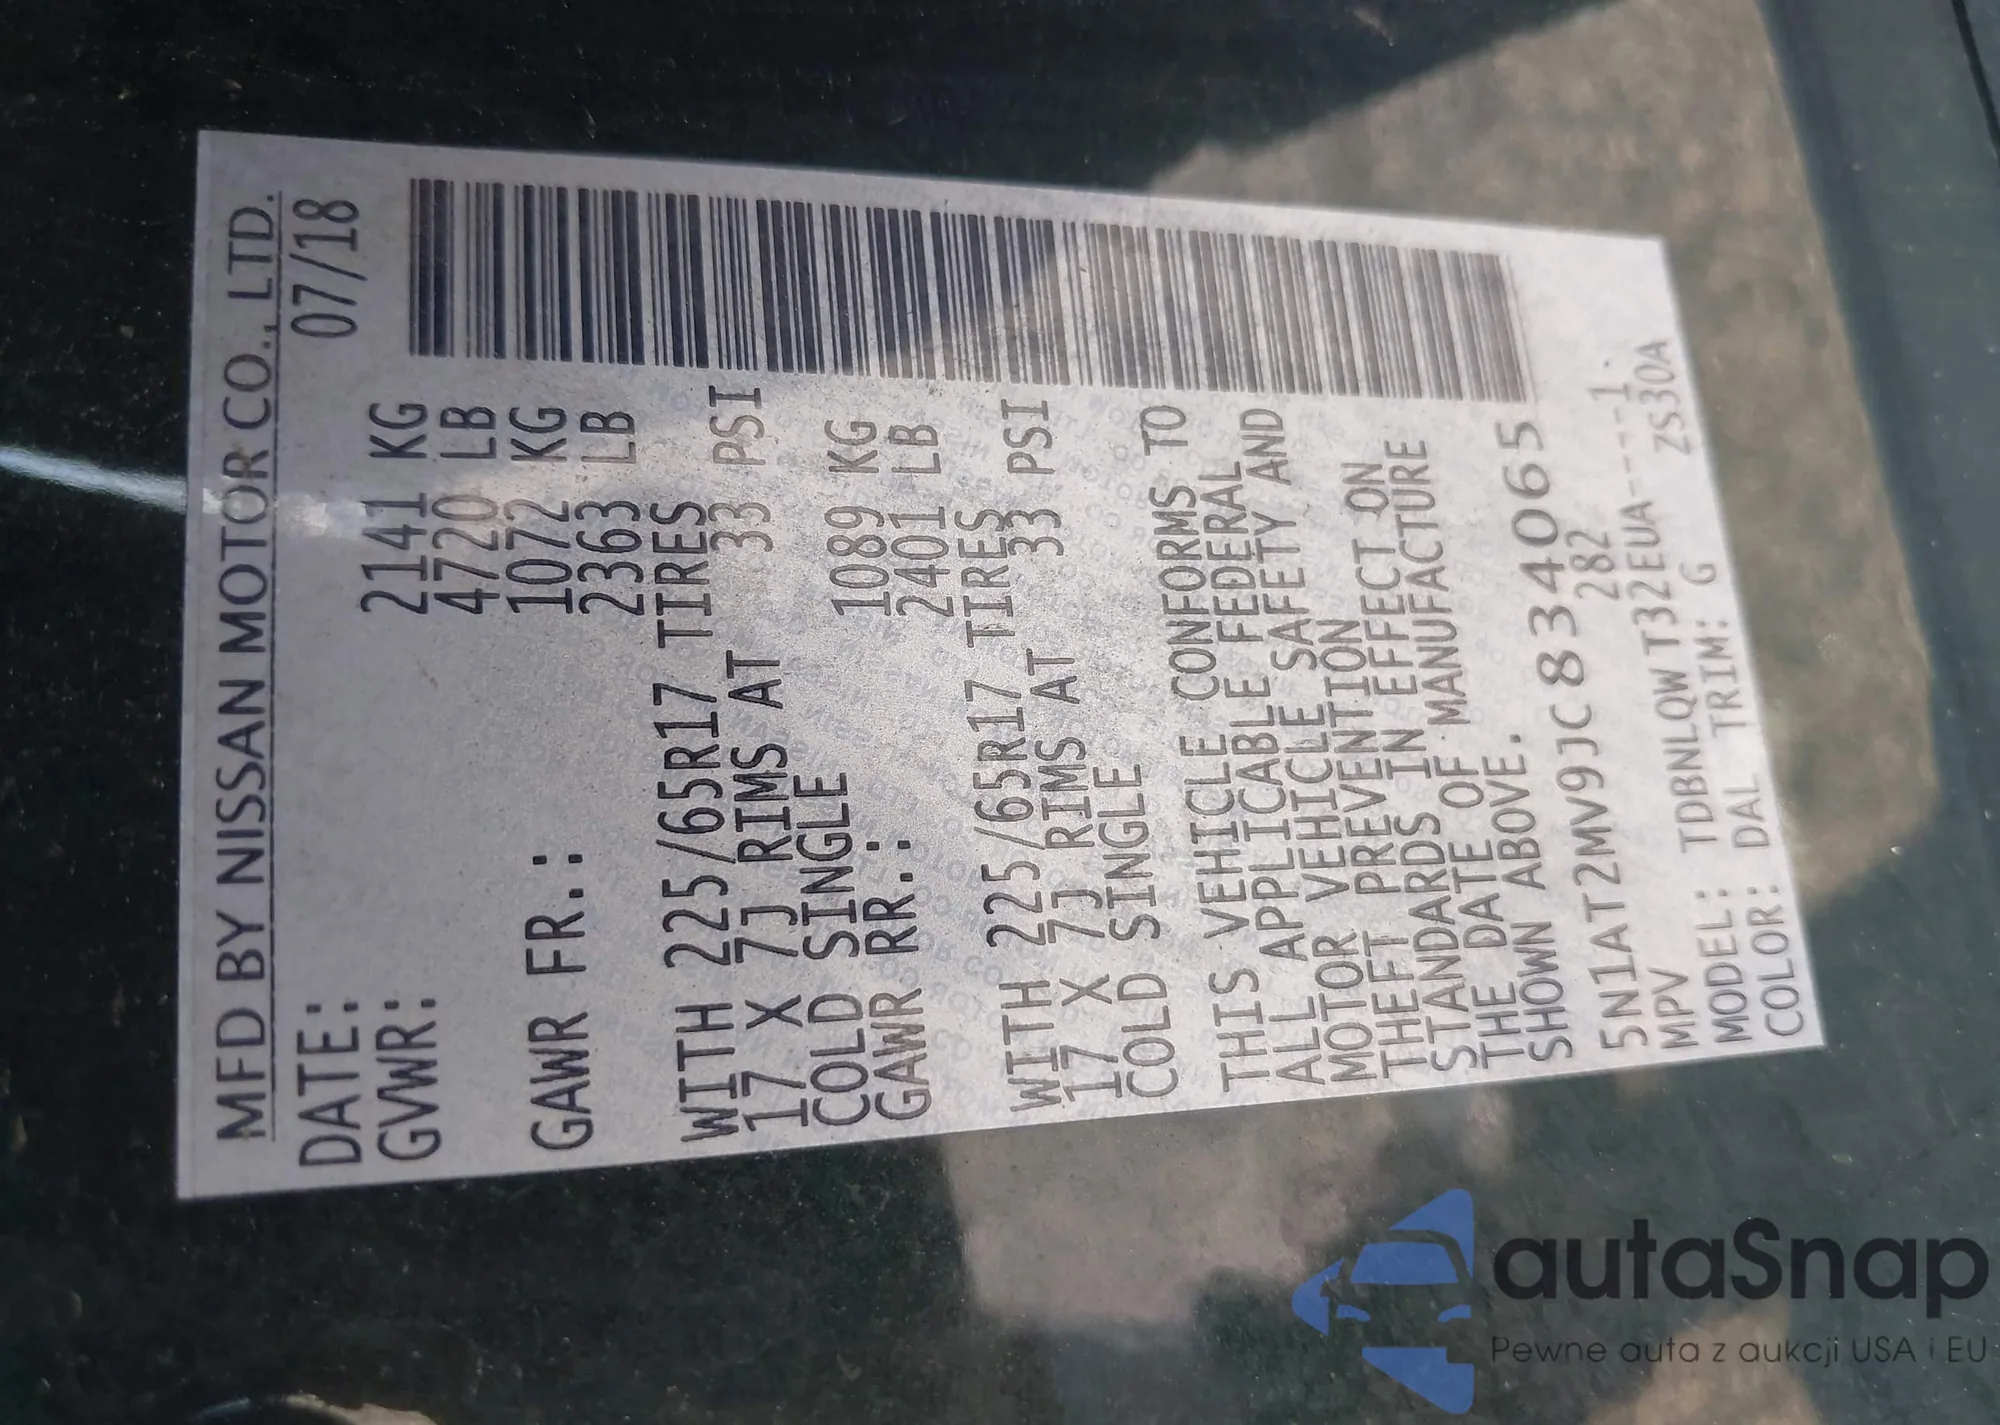 MFD BY NISSAN MOTOR CO., LTD.
DATE: 07/18
GVWR: 2141 KG
4720 LB
GAWR FR.: 1072 KG
2363 LB
WITH 225/65R17 TIRES
17 X 7J RIMS AT 33 PSI
COLD SINGLE
GAWR RR.: 1089 KG
2401 LB
WITH 225/65R17 TIRES
17 X 7J RIMS AT 33 PSI
COLD SINGLE
THIS VEHICLE CONFORMS TO
ALL APPLICABLE FEDERAL
MOTOR VEHICLE SAFETY AND
THEFT PREVENTION
STANDARDS IN EFFECT ON
THE DATE OF MANUFACTURE
SHOWN ABOVE.
5N1AT2MV9JC834065
MPV 282
MODEL: TDBNLQW T32EUA----1.
COLOR: DAL TRIM: G ZS30A
autaSnap
Pewne auta z aukcji USA i EU